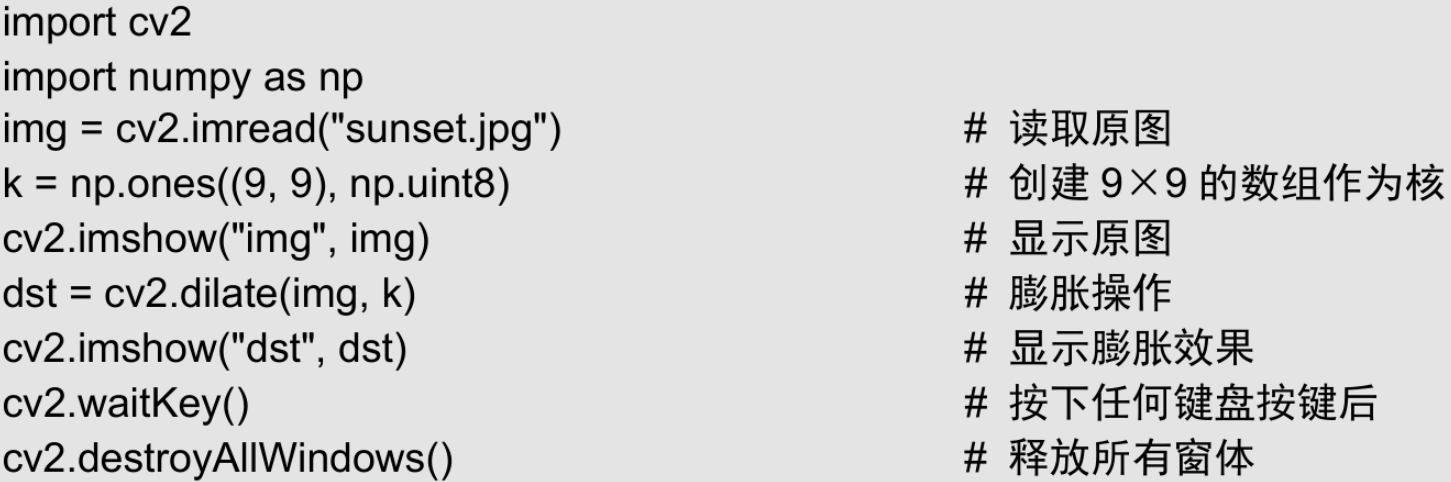 import cv2
import numpy as np
img = cv2.imread("sunset.jpg") # 读取原图
k = np.ones((9, 9), np.uint8) # 创建 9×9 的数组作为核
cv2.imshow("img", img) # 显示原图
dst = cv2.dilate(img, k) # 膨胀操作
cv2.imshow("dst", dst) # 显示膨胀效果
cv2.waitKey() # 按下任何键盘按键后
cv2.destroyAllWindows() # 释放所有窗体